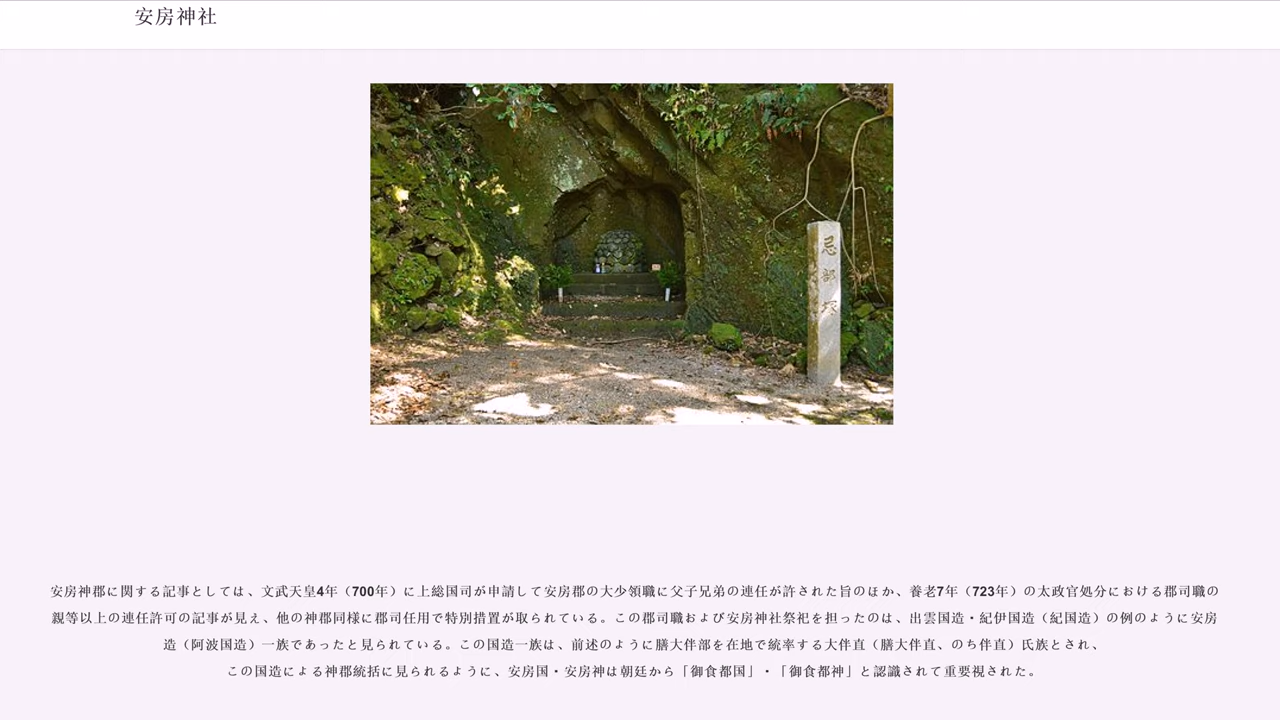 安房神社
忌部塚
安房神郡に関する記事としては、文武天皇4年（700年）に上総国司が申請して安房郡の大少領職に父子兄弟の連任が許された旨のほか、養老7年（723年）の太政官処分における郡司職の
親等以上の連任許可の記事が見え、他の神郡同様に郡司任用で特別措置が取られている。この郡司職および安房神社祭祀を担ったのは、出雲国造・紀伊国造（紀国造）の例のように安房
造（阿波国造）一族であったと見られている。この国造一族は、前述のように膳大伴部を在地で統率する大伴直（膳大伴直、のち伴直）氏族とされ、
この国造による神郡統括に見られるように、安房国・安房神は朝廷から「御食都国」・「御食都神」と認識されて重要視された。